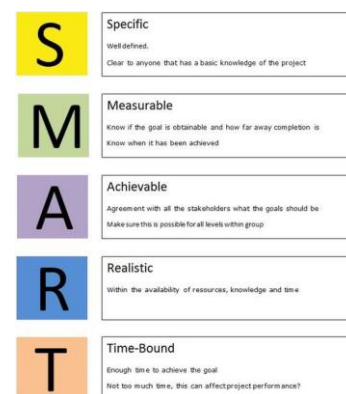 S
Specific
Well defined.
Clear to anyone that has a basic knowledge of the project
M
Measurable
Know if the goal is obtainable and how far away completion is
Know when it has been achieved
A
Achievable
Agreement with all the stakeholders what the goals should be
Make sure this is possible for all levels within group
R
Realistic
Within the availability of resources, knowledge and time
T
Time-Bound
Enough time to achieve the goal
Not too much time, this can affect project performance?